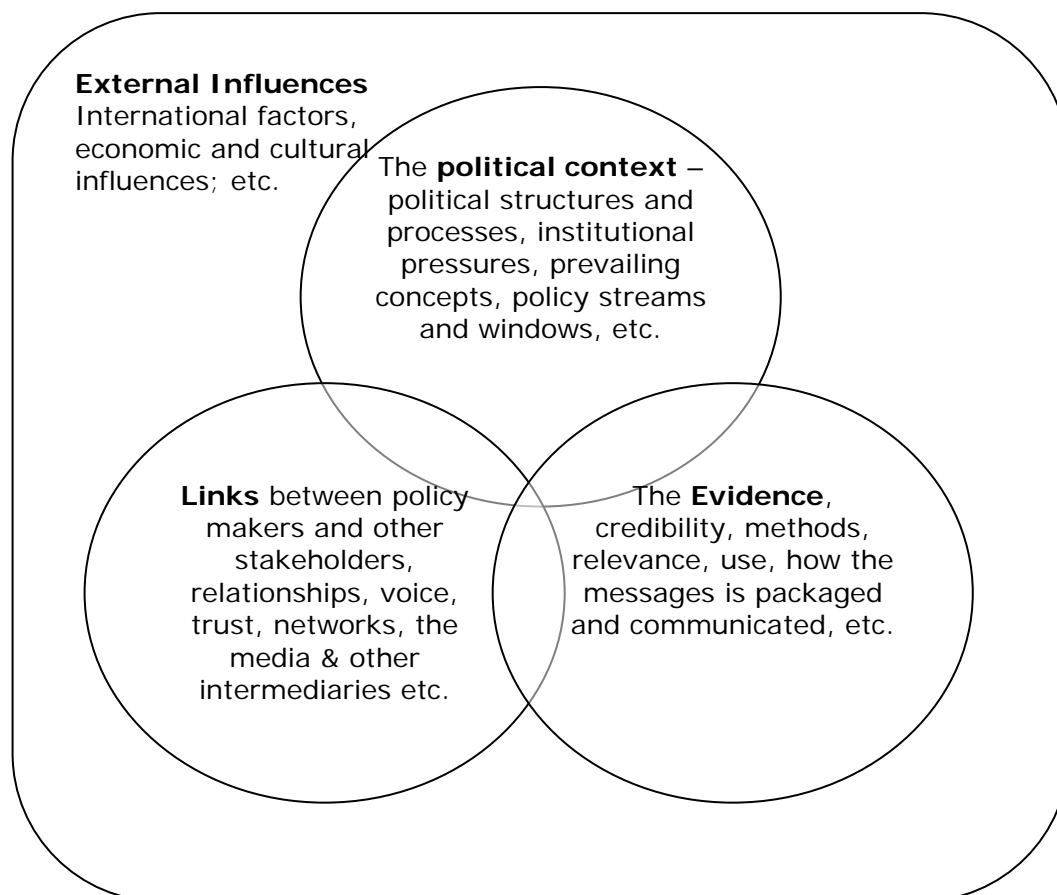 External Influences
International factors,
economic and cultural
influences; etc.
The political context –
political structures and
processes, institutional
pressures, prevailing
concepts, policy streams
and windows, etc.
Links between policy
makers and other
stakeholders,
relationships, voice,
trust, networks, the
media & other
intermediaries etc.
The Evidence,
credibility, methods,
relevance, use, how the
messages is packaged
and communicated, etc.